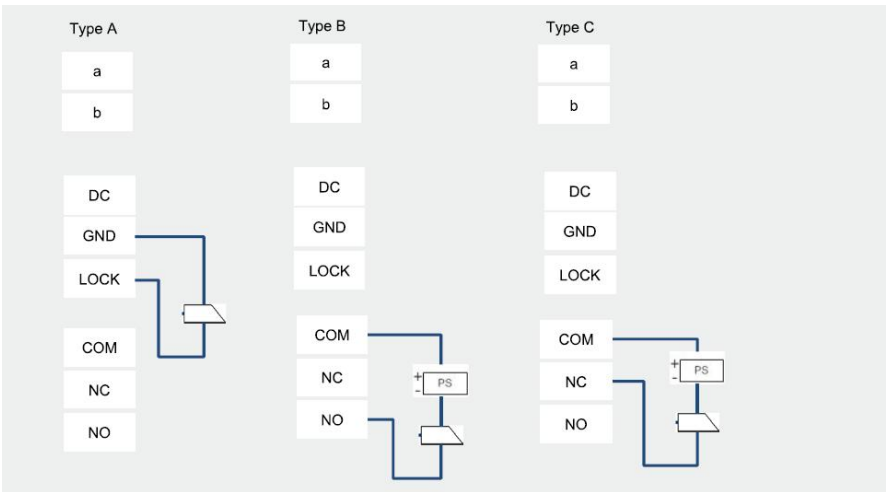 Type A
a
b
DC
GND
LOCK
COM
NC
NO
Type B
a
b
DC
GND
LOCK
COM
NC
NO
+
-
PS
Type C
a
b
DC
GND
LOCK
COM
NC
NO
+
-
PS